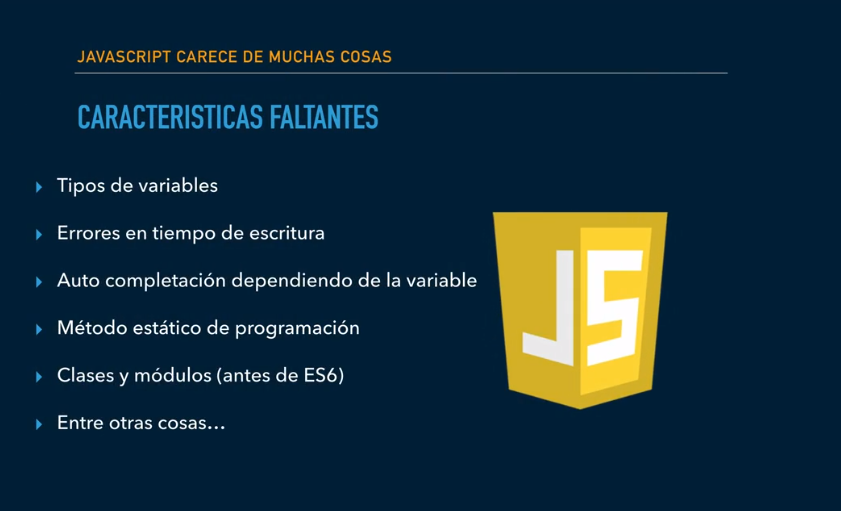 JAVASCRIPT CARECE DE MUCHAS COSAS
CARACTERISTICAS FALTANTES
Tipos de variables
Errores en tiempo de escritura
Auto completación dependiendo de la variable
Método estático de programación
Clases y módulos (antes de ES6)
Entre otras cosas...
JS